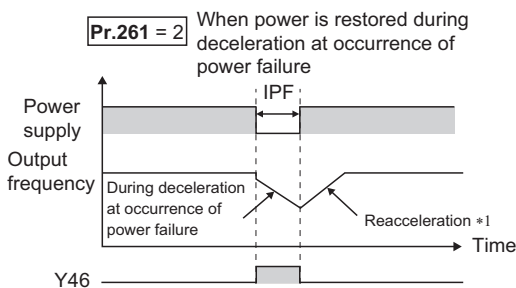 Pr.261 = 2
When power is restored during
deceleration at occurrence of
power failure
IPF
Power
supply
Output
frequency
During deceleration
at occurrence of
power failure
Reacceleration *1
Time
Y46